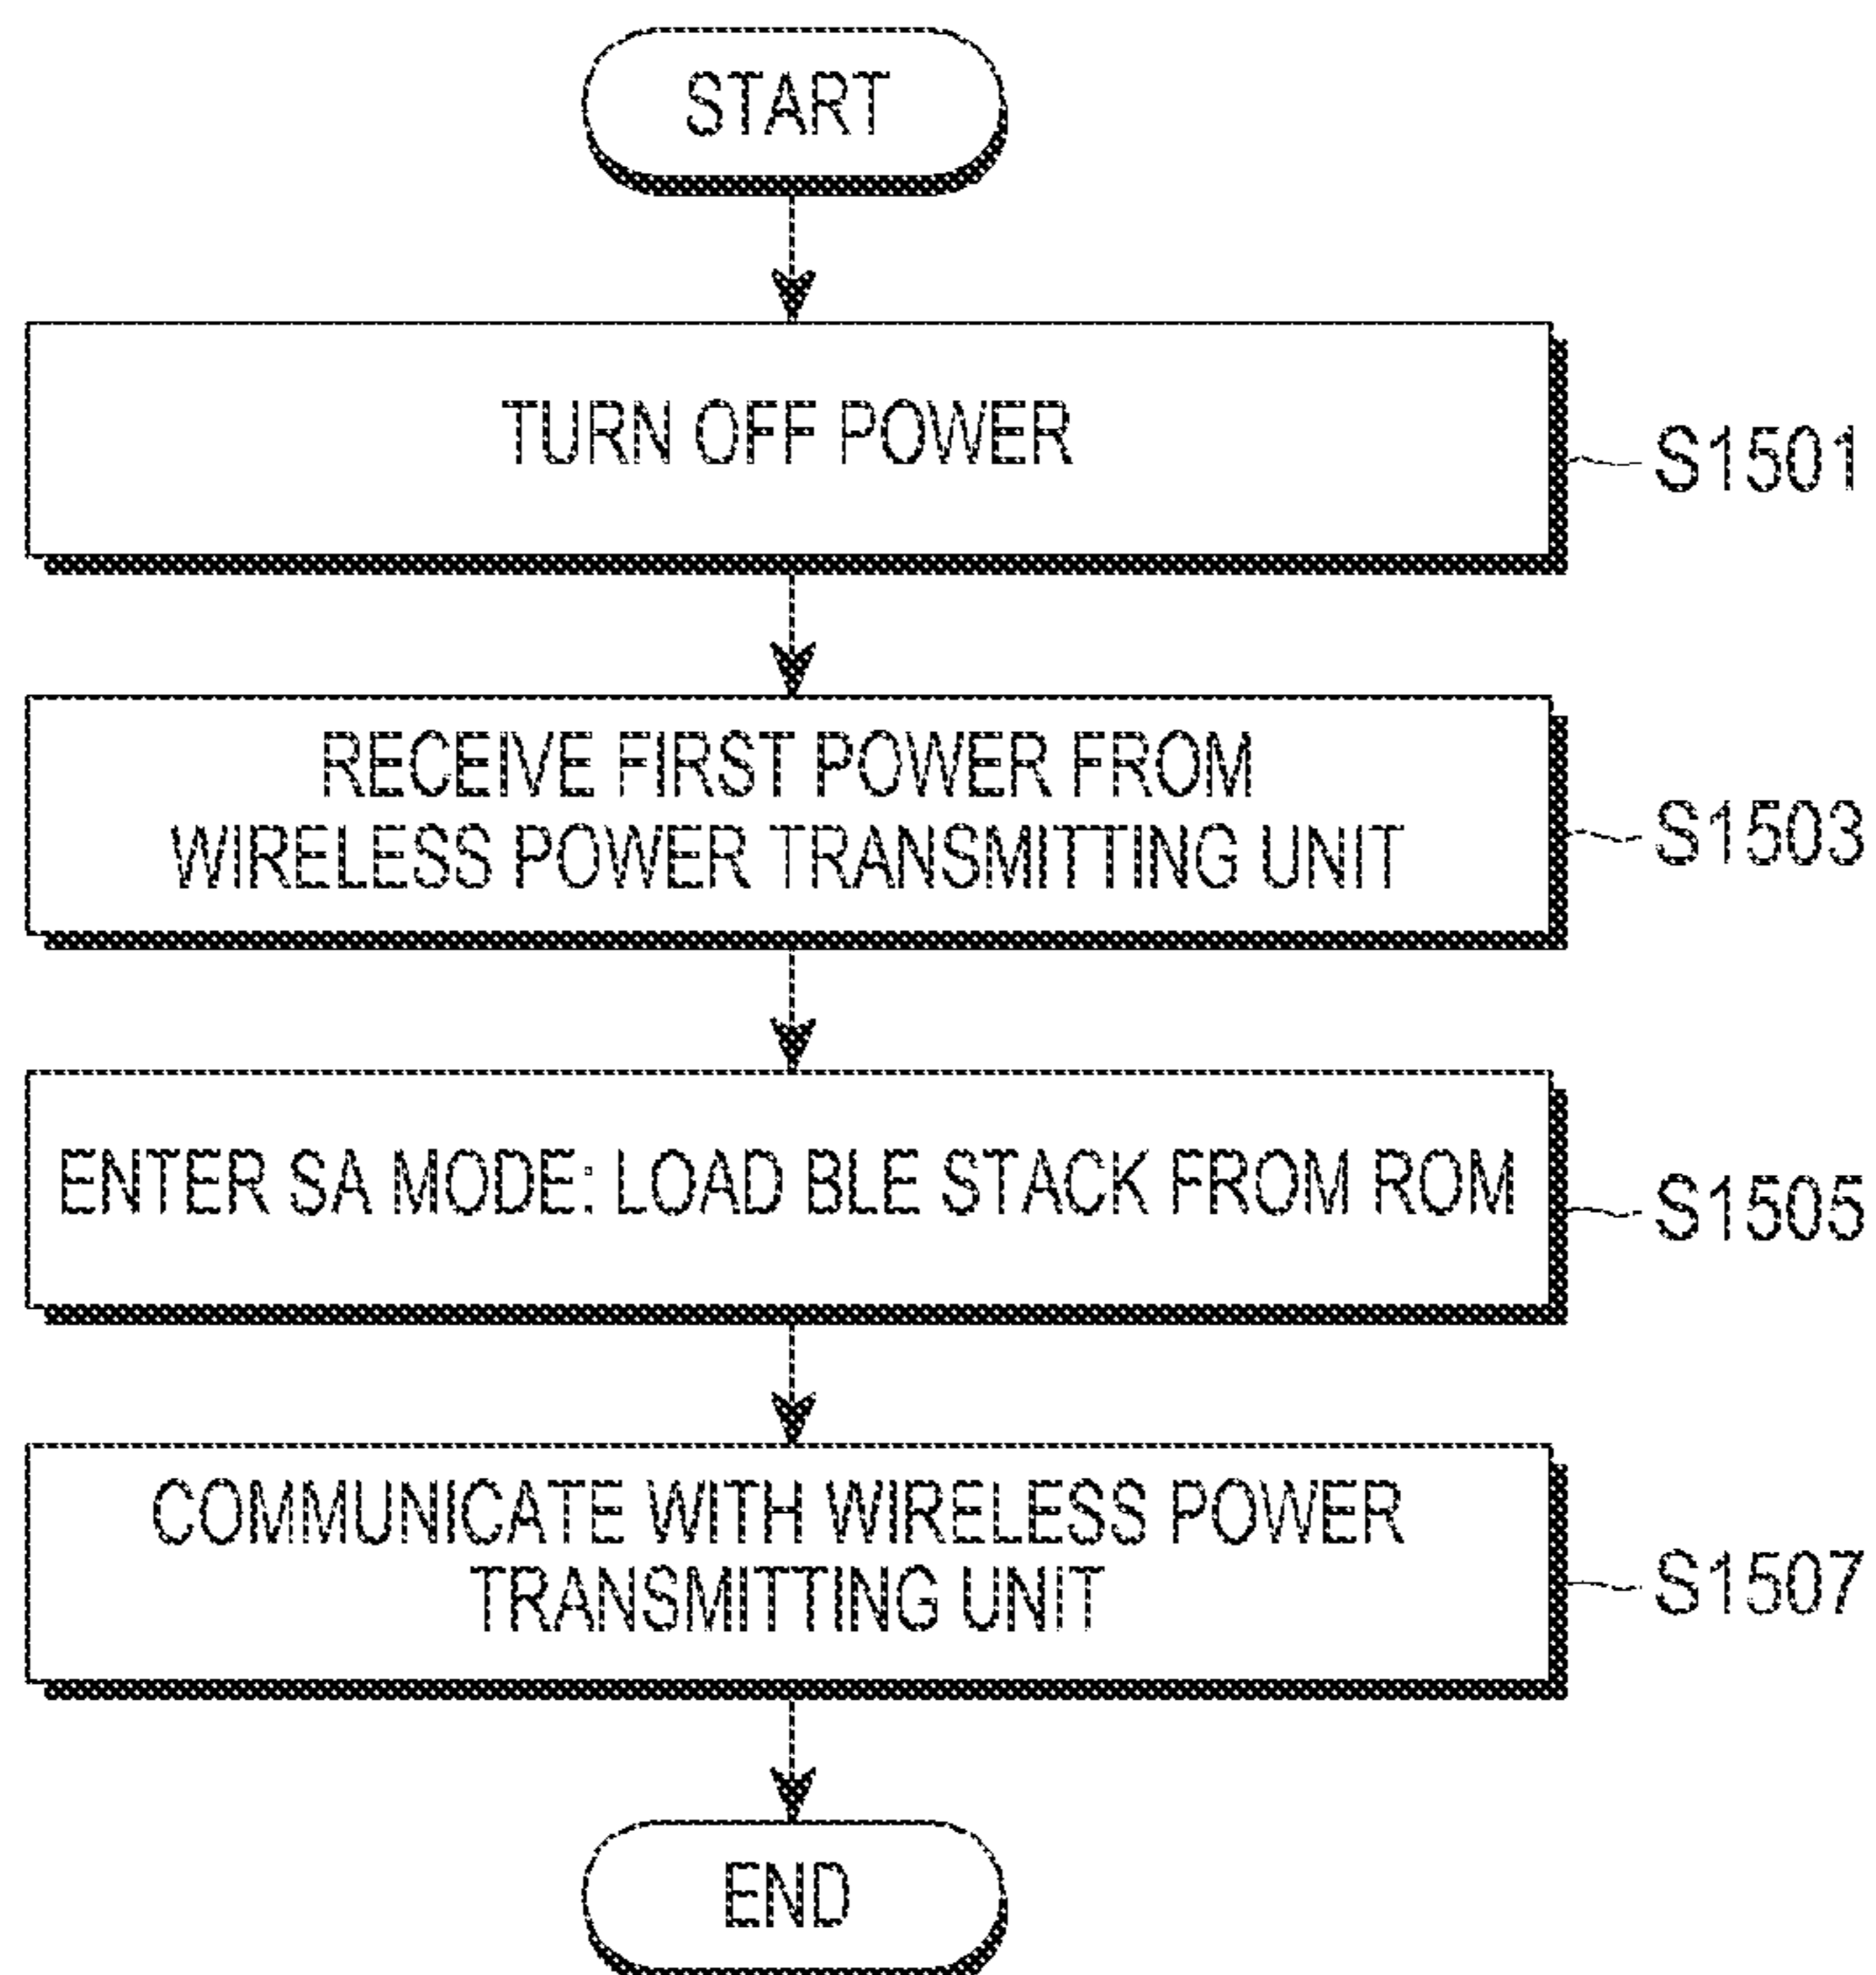 START
TURN OFF POWER
S1501
RECEIVE FIRST POWER FROM
WIRELESS POWER TRANSMITTING UNIT
S1503
ENTER SA MODE: LOAD BLE STACK FROM ROM
S1505
COMMUNICATE WITH WIRELESS POWER
TRANSMITTING UNIT
S1507
END